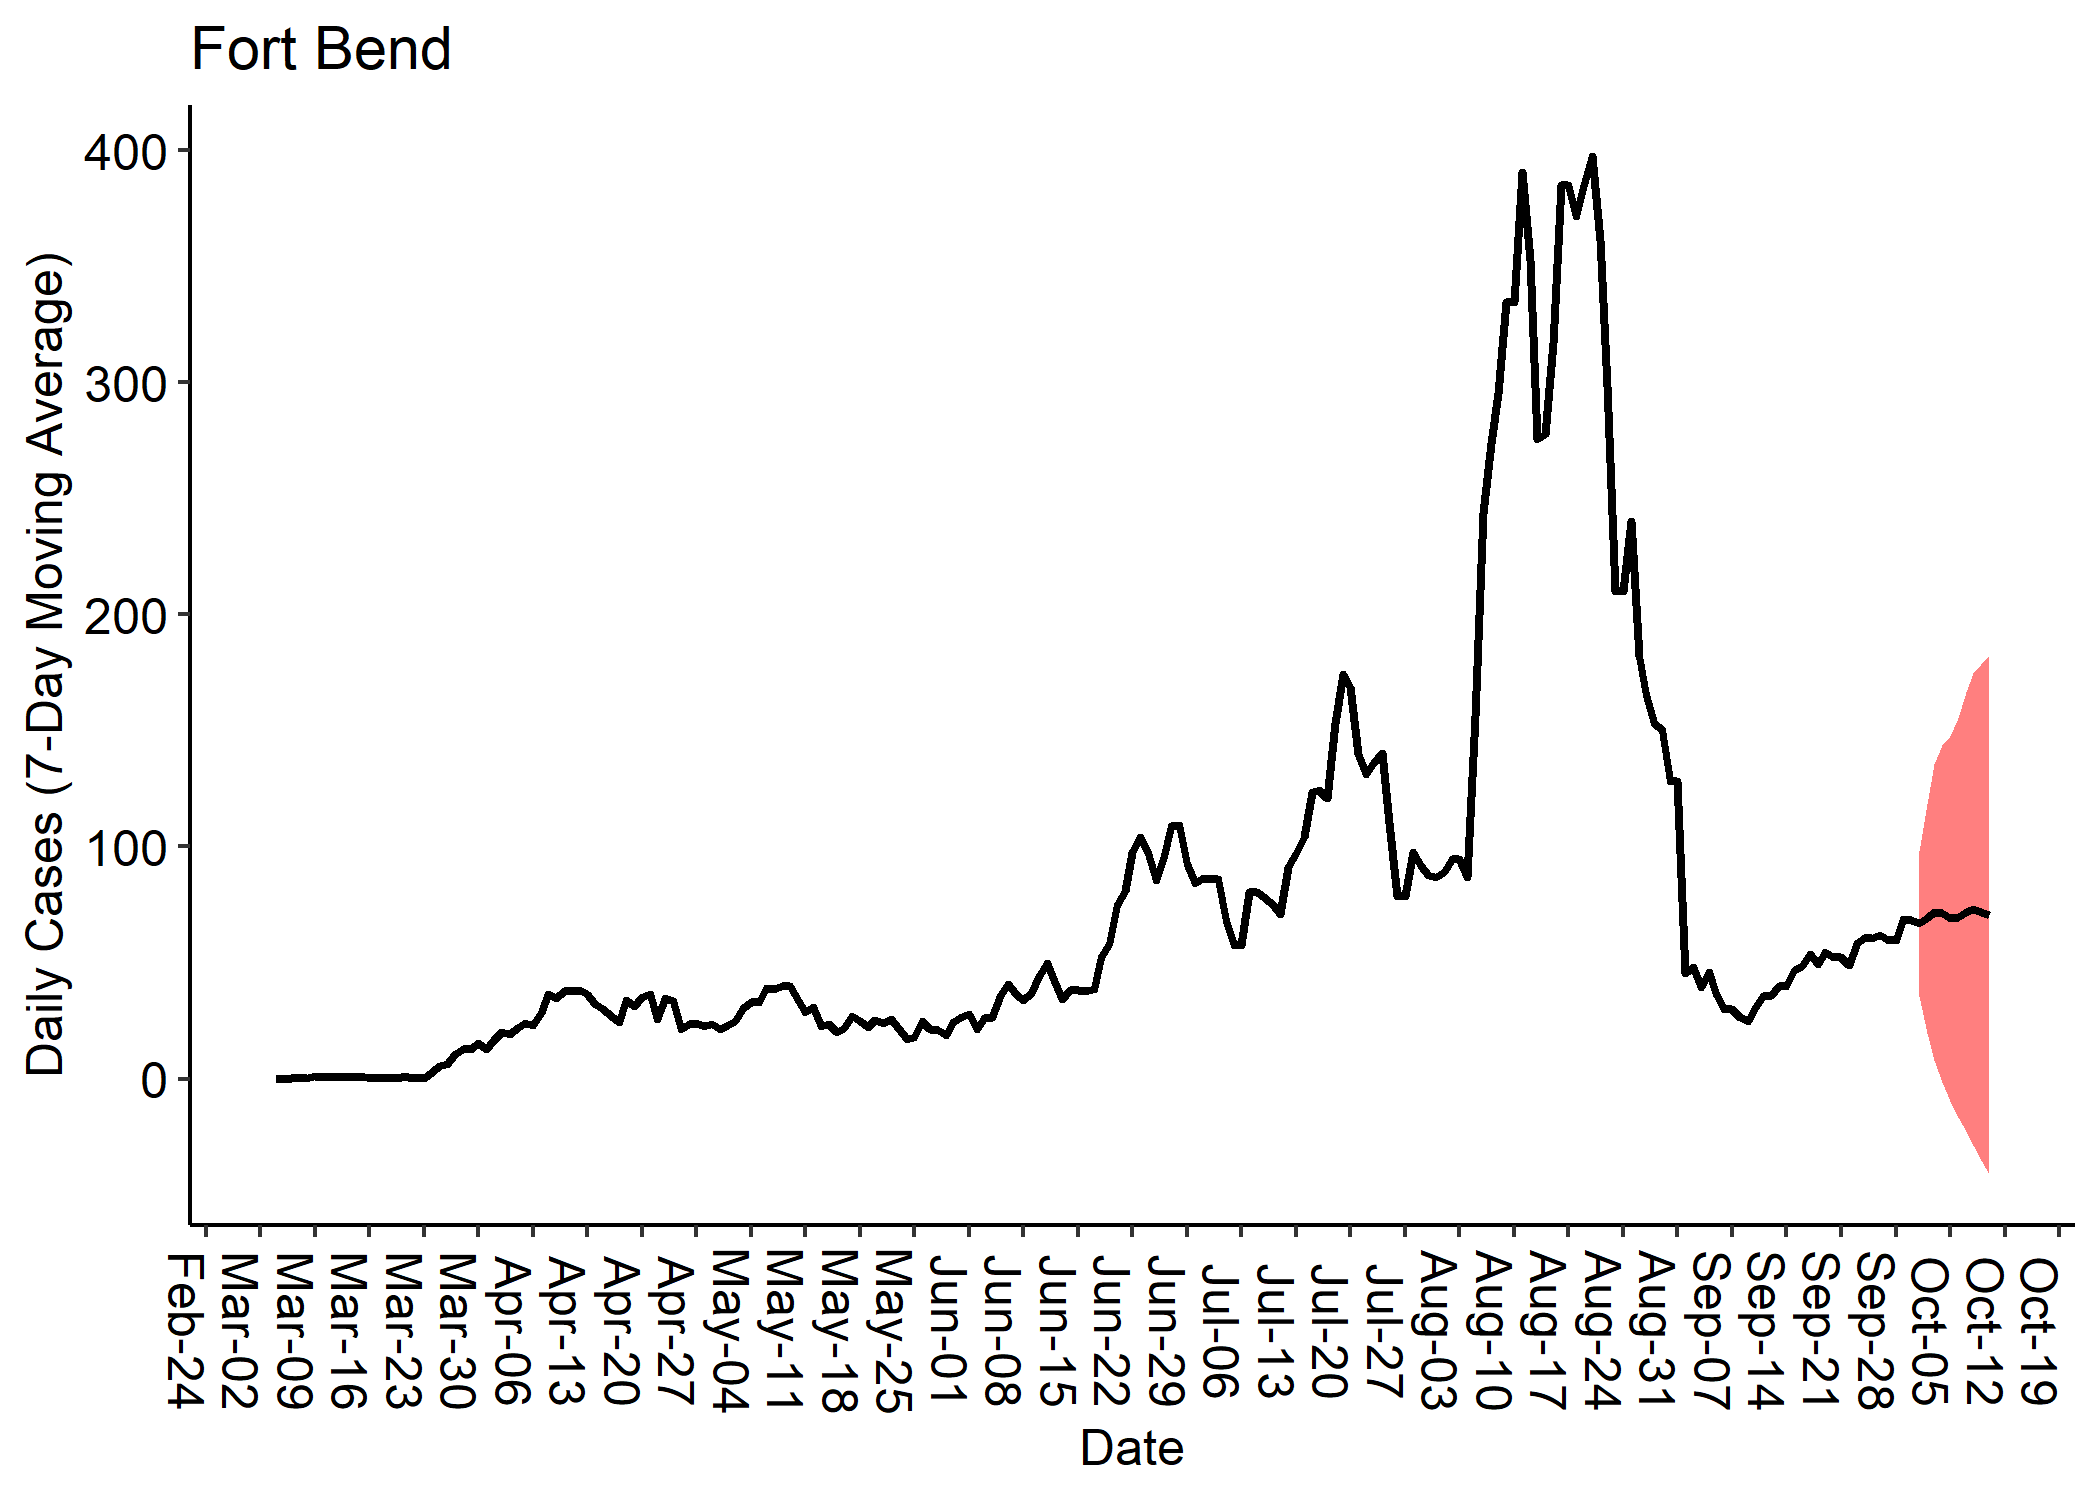 Fort Bend
Daily Cases (7-Day Moving Average)
400
300
200
100
0
Feb-24
Mar-02
Mar-09
Mar-16
Mar-23
Mar-30
Apr-06
Apr-13
Apr-20
Apr-27
May-04
May-11
May-18
May-25
Jun-01
Jun-08
Jun-15
Jun-22
Jun-29
Jul-06
Jul-13
Jul-20
Jul-27
Aug-03
Aug-10
Aug-17
Aug-24
Aug-31
Sep-07
Sep-14
Sep-21
Sep-28
Oct-05
Oct-12
Oct-19
Date